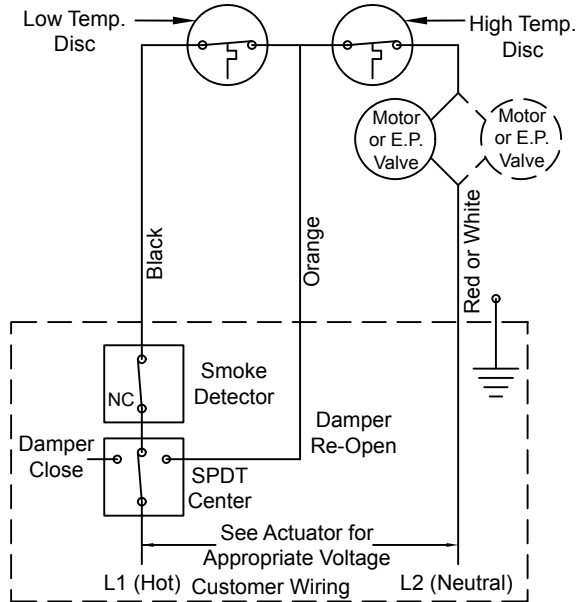 Low Temp.
Disc
High Temp.
Disc
Motor
or E.P.
Valve
Motor
or E.P.
Valve
Black
Orange
Red or White
NC
Smoke
Detector
Damper
Close
SPDT
Center
Damper
Re-Open
See Actuator for
Appropriate Voltage
L1 (Hot)
Customer Wiring
L2 (Neutral)